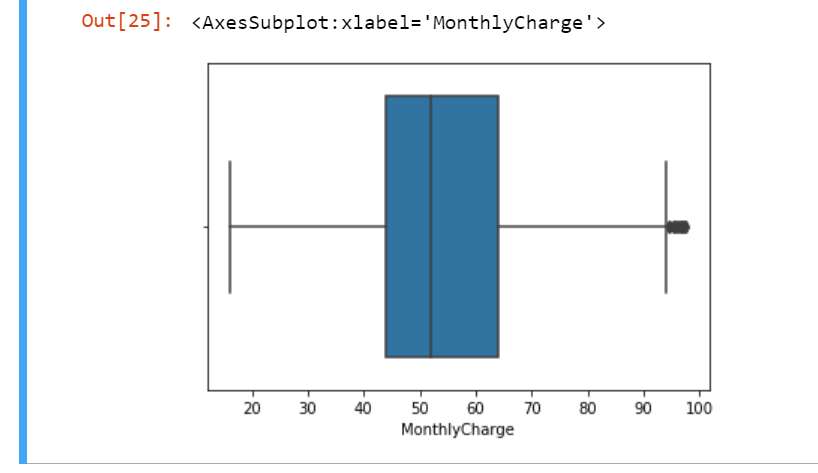 Out[25]: <AxesSubplot:xlabel='MonthlyCharge'>
20 30 40 50 60 70 80 90 100
MonthlyCharge